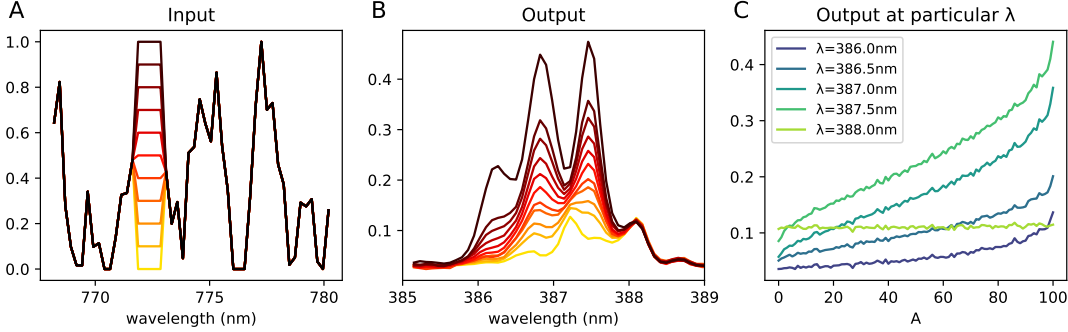 A
Input
1.0
0.8
0.6
0.4
0.2
0.0
770
775
780
wavelength (nm)
B
Output
0.4
0.3
0.2
0.1
385
386
387
388
389
wavelength (nm)
C
Output at particular λ
λ=386.0nm
λ=386.5nm
λ=387.0nm
λ=387.5nm
λ=388.0nm
0.4
0.3
0.2
0.1
0
20
40
60
80
100
A